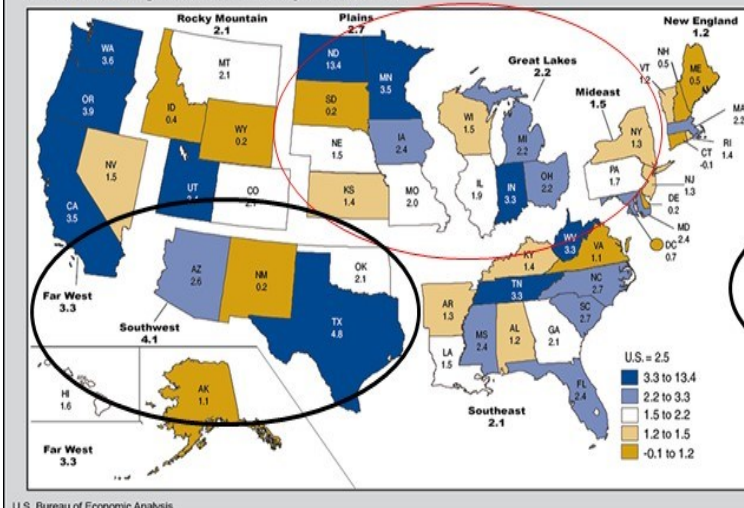 Rocky Mountain
2.1
Plains
2.7
New England
1.2
Great Lakes
2.2
Mideast
1.5
WA
3.6
OR
3.9
CA
3.5
NV
1.5
ID
0.4
MT
2.1
WY
0.2
UT
CO
ND
13.4
SD
0.2
NE
1.5
KS
1.4
MN
3.5
IA
2.4
MO
2.0
WI
1.5
IL
1.9
MI
2.2
IN
3.3
OH
2.2
NH
0.5
VT
1.2
ME
0.5
MA
2.2
RI
1.4
CT
-0.1
NY
1.3
PA
1.7
NJ
1.3
DE
0.2
MD
2.4
DC
0.7
Far West
3.3
Southwest
4.1
AZ
2.6
NM
0.2
OK
2.1
TX
4.8
AR
1.3
LA
1.5
MS
2.4
AL
1.2
GA
2.1
FL
2.4
SC
2.7
NC
2.7
TN
3.3
KY
1.4
WV
3.3
VA
1.1
Southeast
2.1
HI
1.6
AK
1.1
Far West
3.3
U.S. = 2.5
3.3 to 13.4
2.2 to 3.3
1.5 to 2.2
1.2 to 1.5
-0.1 to 1.2
U.S. Bureau of Economic Analysis